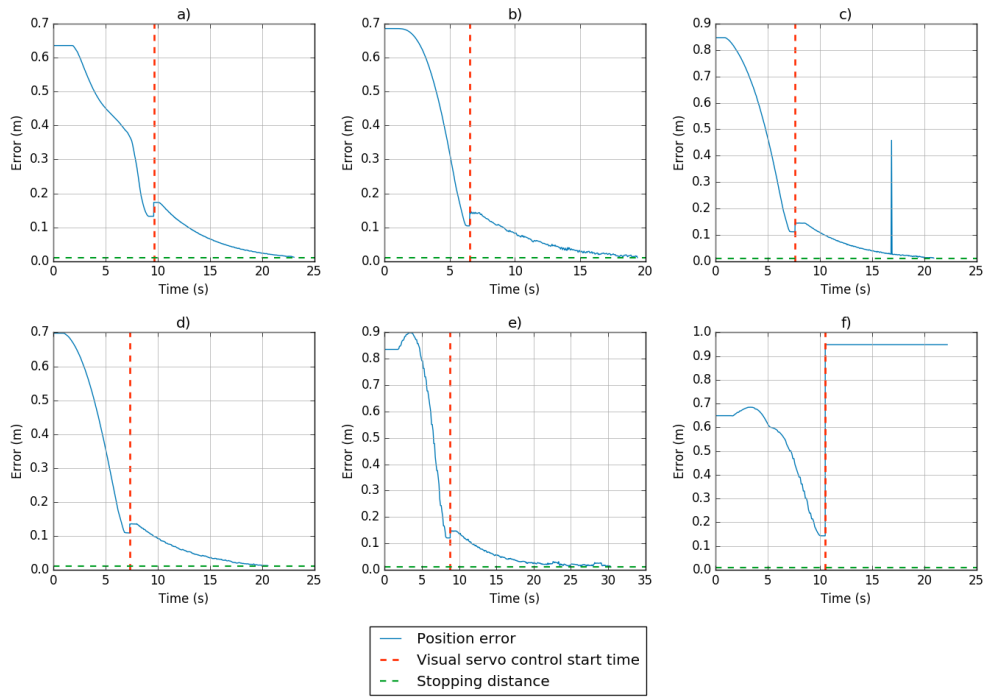 a) b) c)
0.7 0.6 0.5 0.4 0.3 0.2 0.1 0.0
Error (m)
0 5 10 15 20 25
Time (s)
0.7 0.6 0.5 0.4 0.3 0.2 0.1 0.0
Error (m)
0 5 10 15 20
Time (s)
0.9 0.8 0.7 0.6 0.5 0.4 0.3 0.2 0.1 0.0
Error (m)
0 5 10 15 20 25
Time (s)
d) e) f)
0.7 0.6 0.5 0.4 0.3 0.2 0.1 0.0
Error (m)
0 5 10 15 20 25
Time (s)
0.9 0.8 0.7 0.6 0.5 0.4 0.3 0.2 0.1 0.0
Error (m)
0 5 10 15 20 25 30 35
Time (s)
1.0 0.9 0.8 0.7 0.6 0.5 0.4 0.3 0.2 0.1 0.0
Error (m)
0 5 10 15 20 25
Time (s)
Position error
Visual servo control start time
Stopping distance